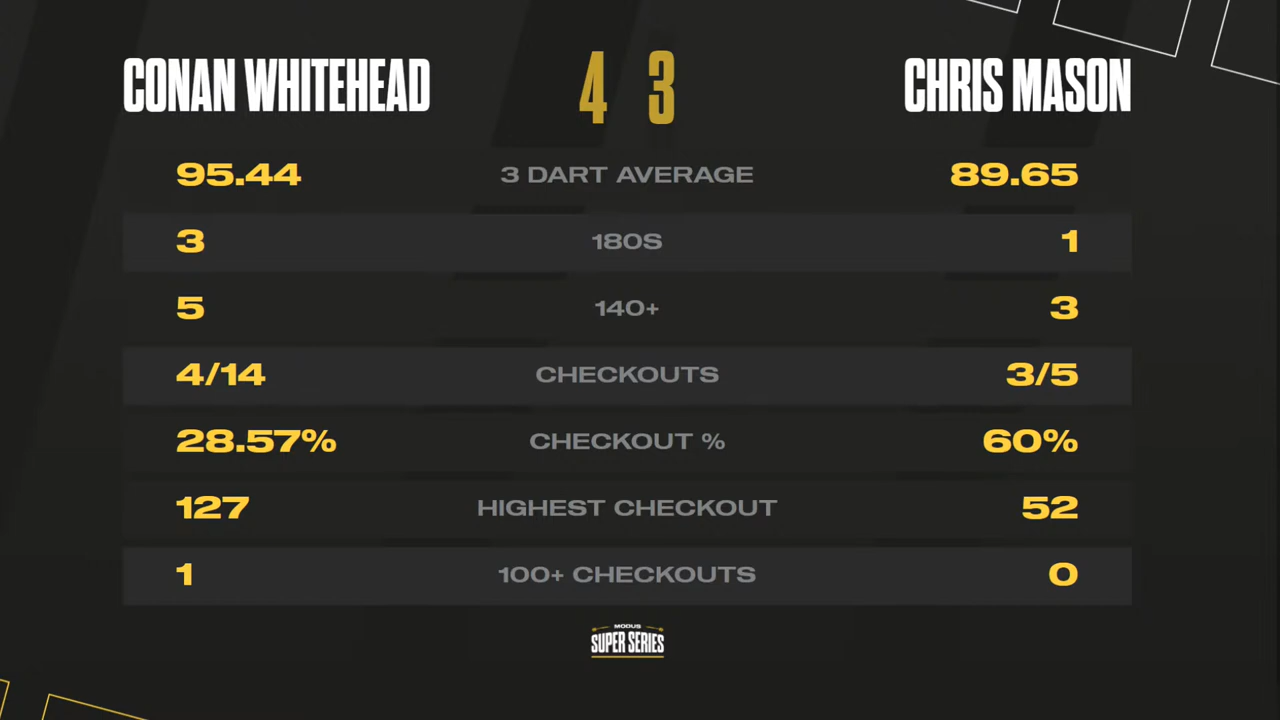 CONAN WHITEHEAD 4 3 CHRIS MASON
95.44 3 DART AVERAGE 89.65
3 180S 1
5 140+ 3
4/14 CHECKOUTS 3/5
28.57% CHECKOUT % 60%
127 HIGHEST CHECKOUT 52
1 100+ CHECKOUTS 0
MODUS
SUPER SERIES